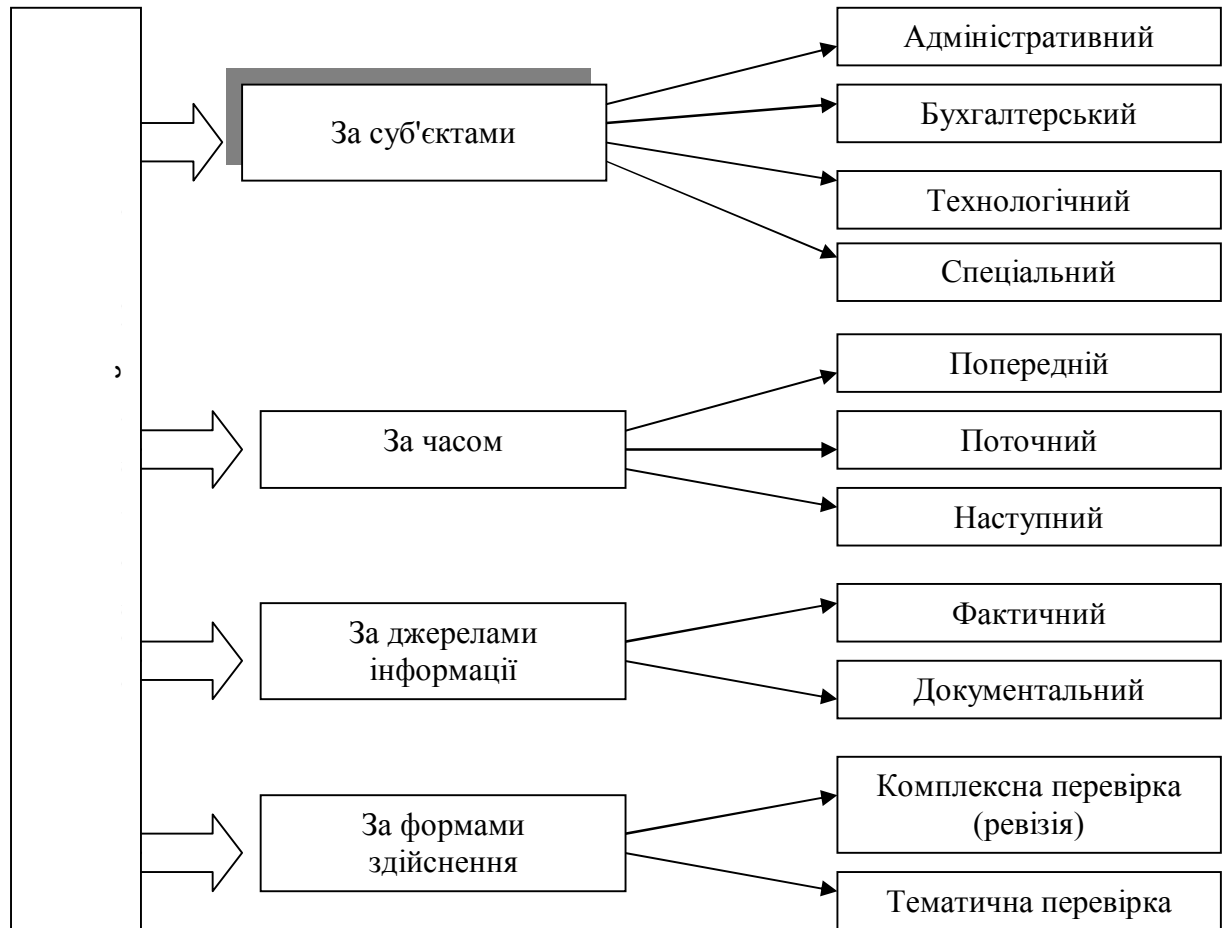 За суб'єктами
Адміністративний
Бухгалтерський
Технологічний
Спеціальний
За часом
Попередній
Поточний
Наступний
За джерелами
інформації
Фактичний
Документальний
За формами
здійснення
Комплексна перевірка
(ревізія)
Тематична перевірка